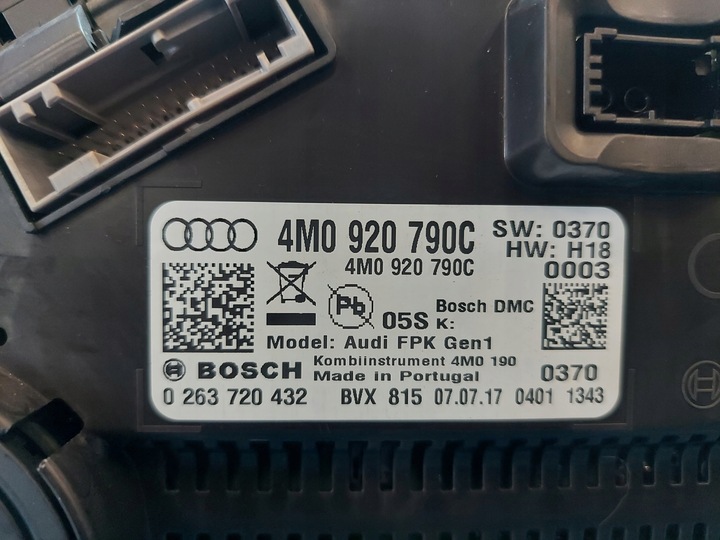 4M0 920 790C SW: 0370
HW: H18
4M0 920 790C 0003
Pb 05S K: Bosch DMC
Model: Audi FPK Gen1
BOSCH Kombiinstrument 4M0 190
Made in Portugal 0370
0 263 720 432 BVX 815 07.07.17 0401 1343